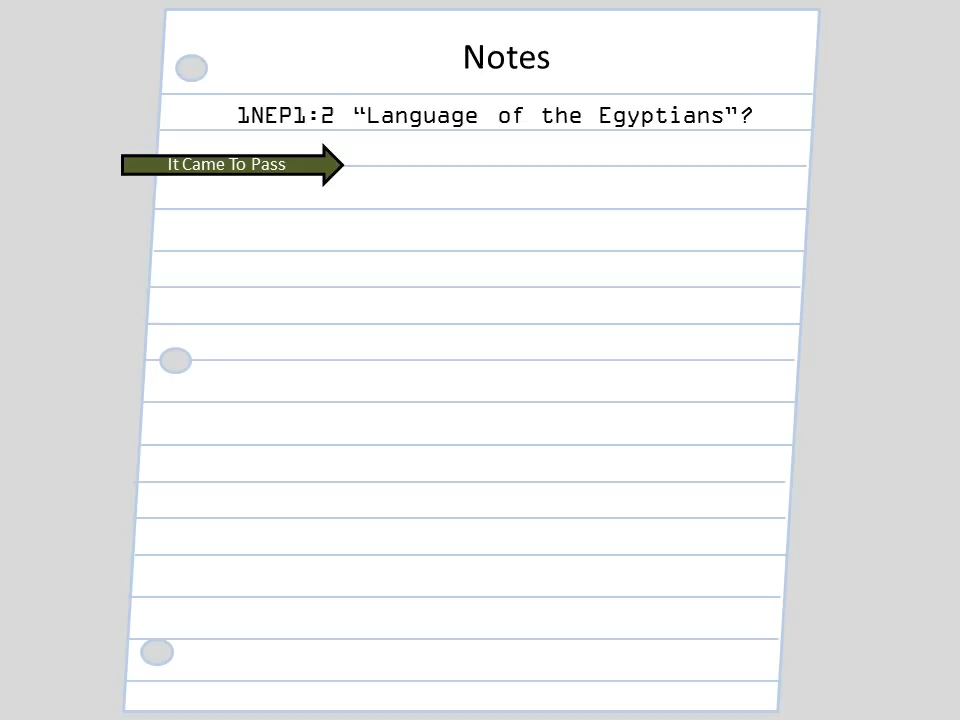 Notes
1NEP1:2 “Language of the Egyptians”?
It Came To Pass